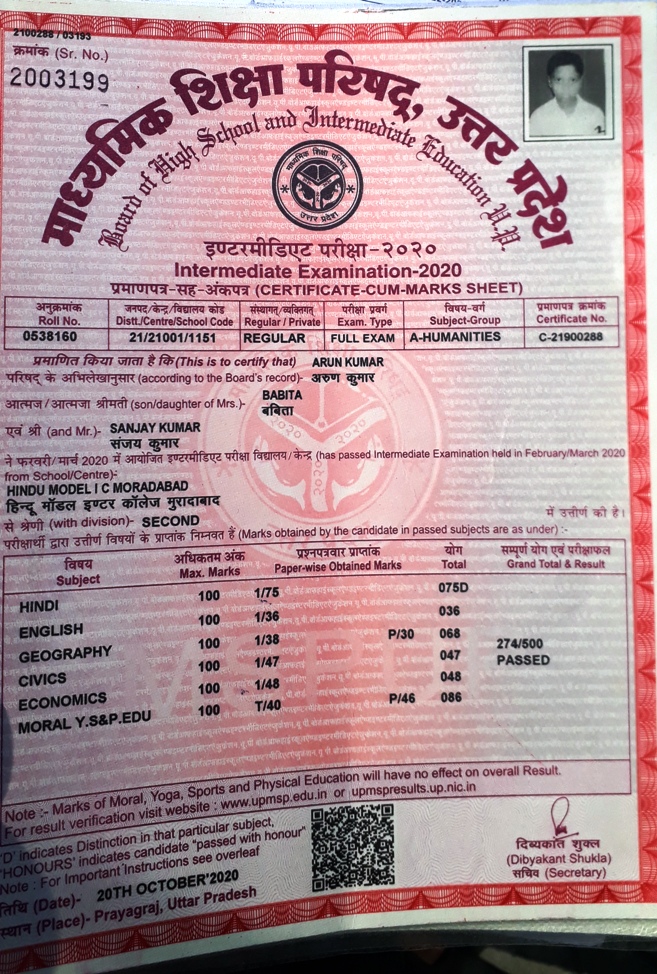 2100288 / 03193
क्रमांक (Sr. No.)
2003199
माध्यमिक शिक्षा परिषद्, उत्तर प्रदेश
Board of High School and Intermediate Education U.P.
माध्यमिक शिक्षा परिषद्
उत्तर प्रदेश
इण्टरमीडिएट परीक्षा-२०२०
Intermediate Examination-2020
प्रमाणपत्र-सह-अंकपत्र (CERTIFICATE-CUM-MARKS SHEET)
अनुक्रमांक जनपद/केन्द्र/विद्यालय कोड संस्थागत/व्यक्तिगत परीक्षा प्रवर्ग विषय-वर्ग प्रमाणपत्र क्रमांक
Roll No. Distt./Centre/School Code Regular / Private Exam. Type Subject-Group Certificate No.
0538160 21/21001/1151 REGULAR FULL EXAM A-HUMANITIES C-21900288
प्रमाणित किया जाता है कि (This is to certify that) ARUN KUMAR
परिषद् के अभिलेखानुसार (according to the Board's record)- अरुण कुमार
आत्मज/आत्मजा श्रीमती (son/daughter of Mrs.)- BABITA
बबिता
एवं श्री (and Mr.)- SANJAY KUMAR
संजय कुमार
ने फरवरी/मार्च 2020 में आयोजित इण्टरमीडिएट परीक्षा विद्यालय/केन्द्र (has passed Intermediate Examination held in February/March 2020
from School/Centre)-
HINDU MODEL I C MORADABAD
हिन्दू मॉडल इण्टर कॉलेज मुरादाबाद
में उत्तीर्ण की है।
से श्रेणी (with division)- SECOND
परीक्षार्थी द्वारा उत्तीर्ण विषयों के प्राप्तांक निम्नवत हैं (Marks obtained by the candidate in passed subjects are as under) :-
विषय अधिकतम अंक प्रश्नपत्रवार प्राप्तांक योग सम्पूर्ण योग एवं परीक्षाफल
Subject Max. Marks Paper-wise Obtained Marks Total Grand Total & Result
HINDI 100 1/75 075D
ENGLISH 100 1/36 036
GEOGRAPHY 100 1/38 P/30 068 274/500
CIVICS 100 1/47 047 PASSED
ECONOMICS 100 1/48 048
MORAL Y.S&P.EDU 100 T/40 P/46 086
Note :- Marks of Moral, Yoga, Sports and Physical Education will have no effect on overall Result.
For result verification visit website : www.upmsp.edu.in or upmspresults.up.nic.in
'D' indicates Distinction in that particular subject,
'HONOURS' indicates candidate "passed with honour"
Note : For Important Instructions see overleaf
तिथि (Date)- 20TH OCTOBER'2020
स्थान (Place)- Prayagraj, Uttar Pradesh
दिब्यकांत शुक्ल
(Dibyakant Shukla)
सचिव (Secretary)